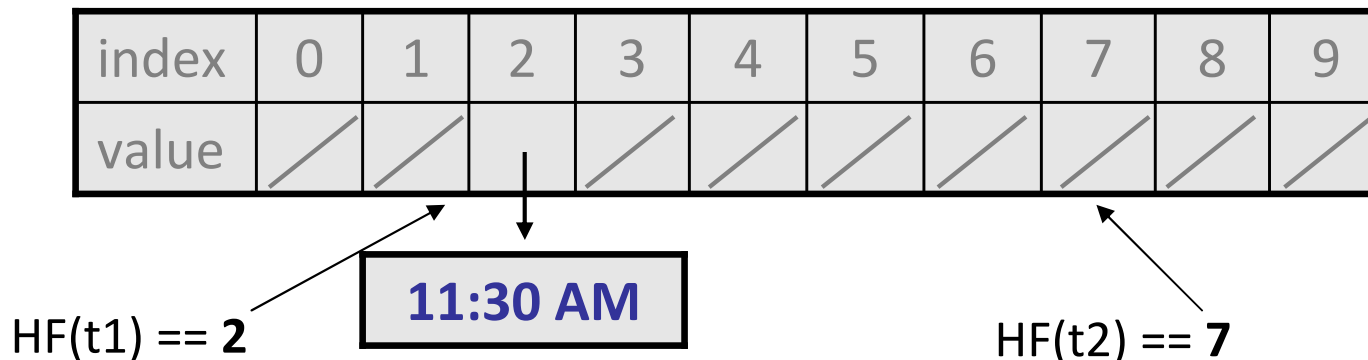 index 0 1 2 3 4 5 6 7 8 9
value
11:30 AM
HF(t1) == 2
HF(t2) == 7